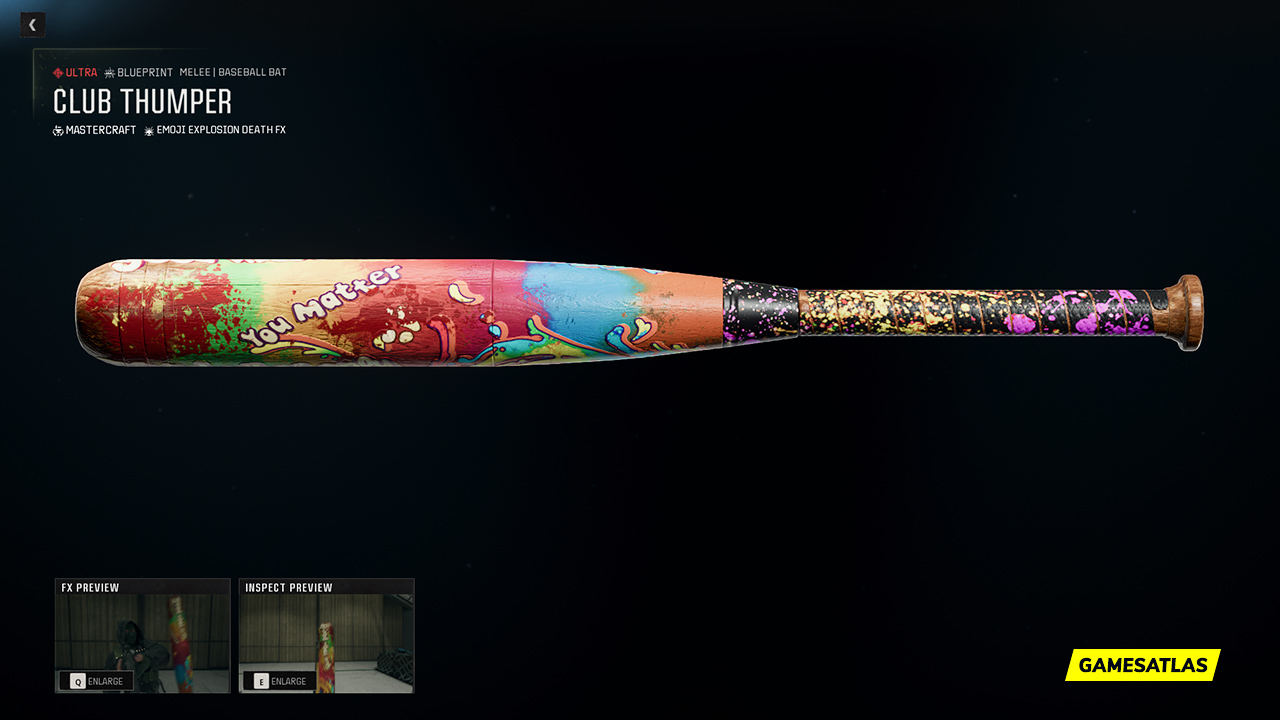 ULTRA BLUEPRINT MELEE | BASEBALL BAT
CLUB THUMPER
MASTERCRAFT EMOJI EXPLOSION DEATH FX
You Matter
FX PREVIEW
INSPECT PREVIEW
Q ENLARGE
E ENLARGE
GAMESATLAS